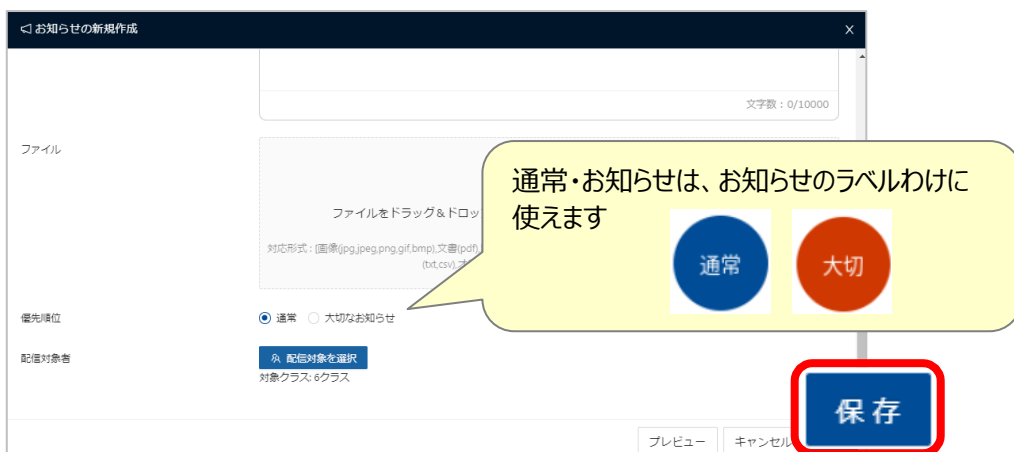 お知らせの新規作成
X
文字数：0/10000
ファイル
ファイルをドラッグ＆ドロッ
対応形式 : [画像(jpg,jpeg,png,gif,bmp),文書(pdf)
(txt,csv)
通常・お知らせは、お知らせのラベルわけに
使えます
通常 大切
優先順位 通常 大切なお知らせ
配信対象者 配信対象を選択
対象クラス: 6クラス
プレビュー キャンセル 保存